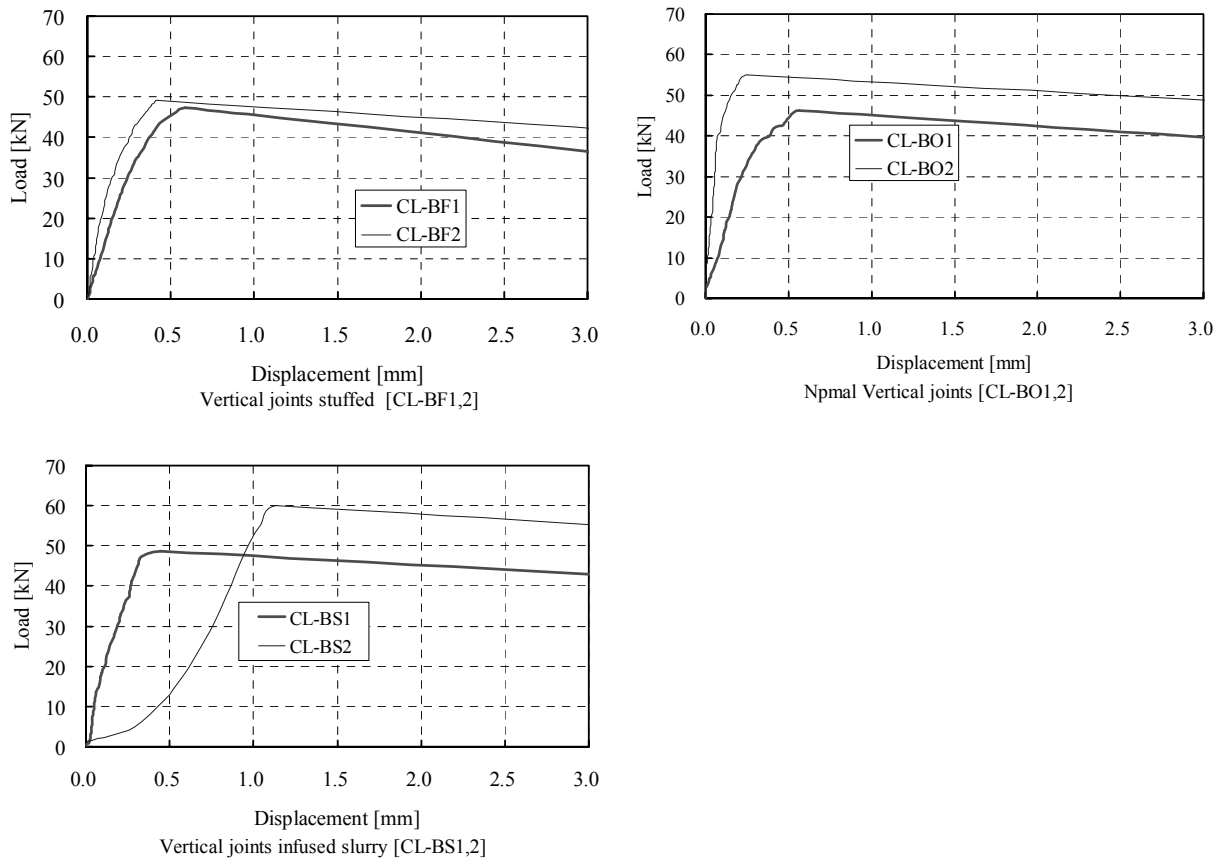 70
60
50
40
30
20
10
0
Load [kN]
CL-BF1
CL-BF2
0.0 0.5 1.0 1.5 2.0 2.5 3.0
Displacement [mm]
Vertical joints stuffed [CL-BF1,2]
70
60
50
40
30
20
10
0
Load [kN]
CL-BO1
CL-BO2
0.0 0.5 1.0 1.5 2.0 2.5 3.0
Displacement [mm]
Npmal Vertical joints [CL-BO1,2]
70
60
50
40
30
20
10
0
Load [kN]
CL-BS1
CL-BS2
0.0 0.5 1.0 1.5 2.0 2.5 3.0
Displacement [mm]
Vertical joints infused slurry [CL-BS1,2]